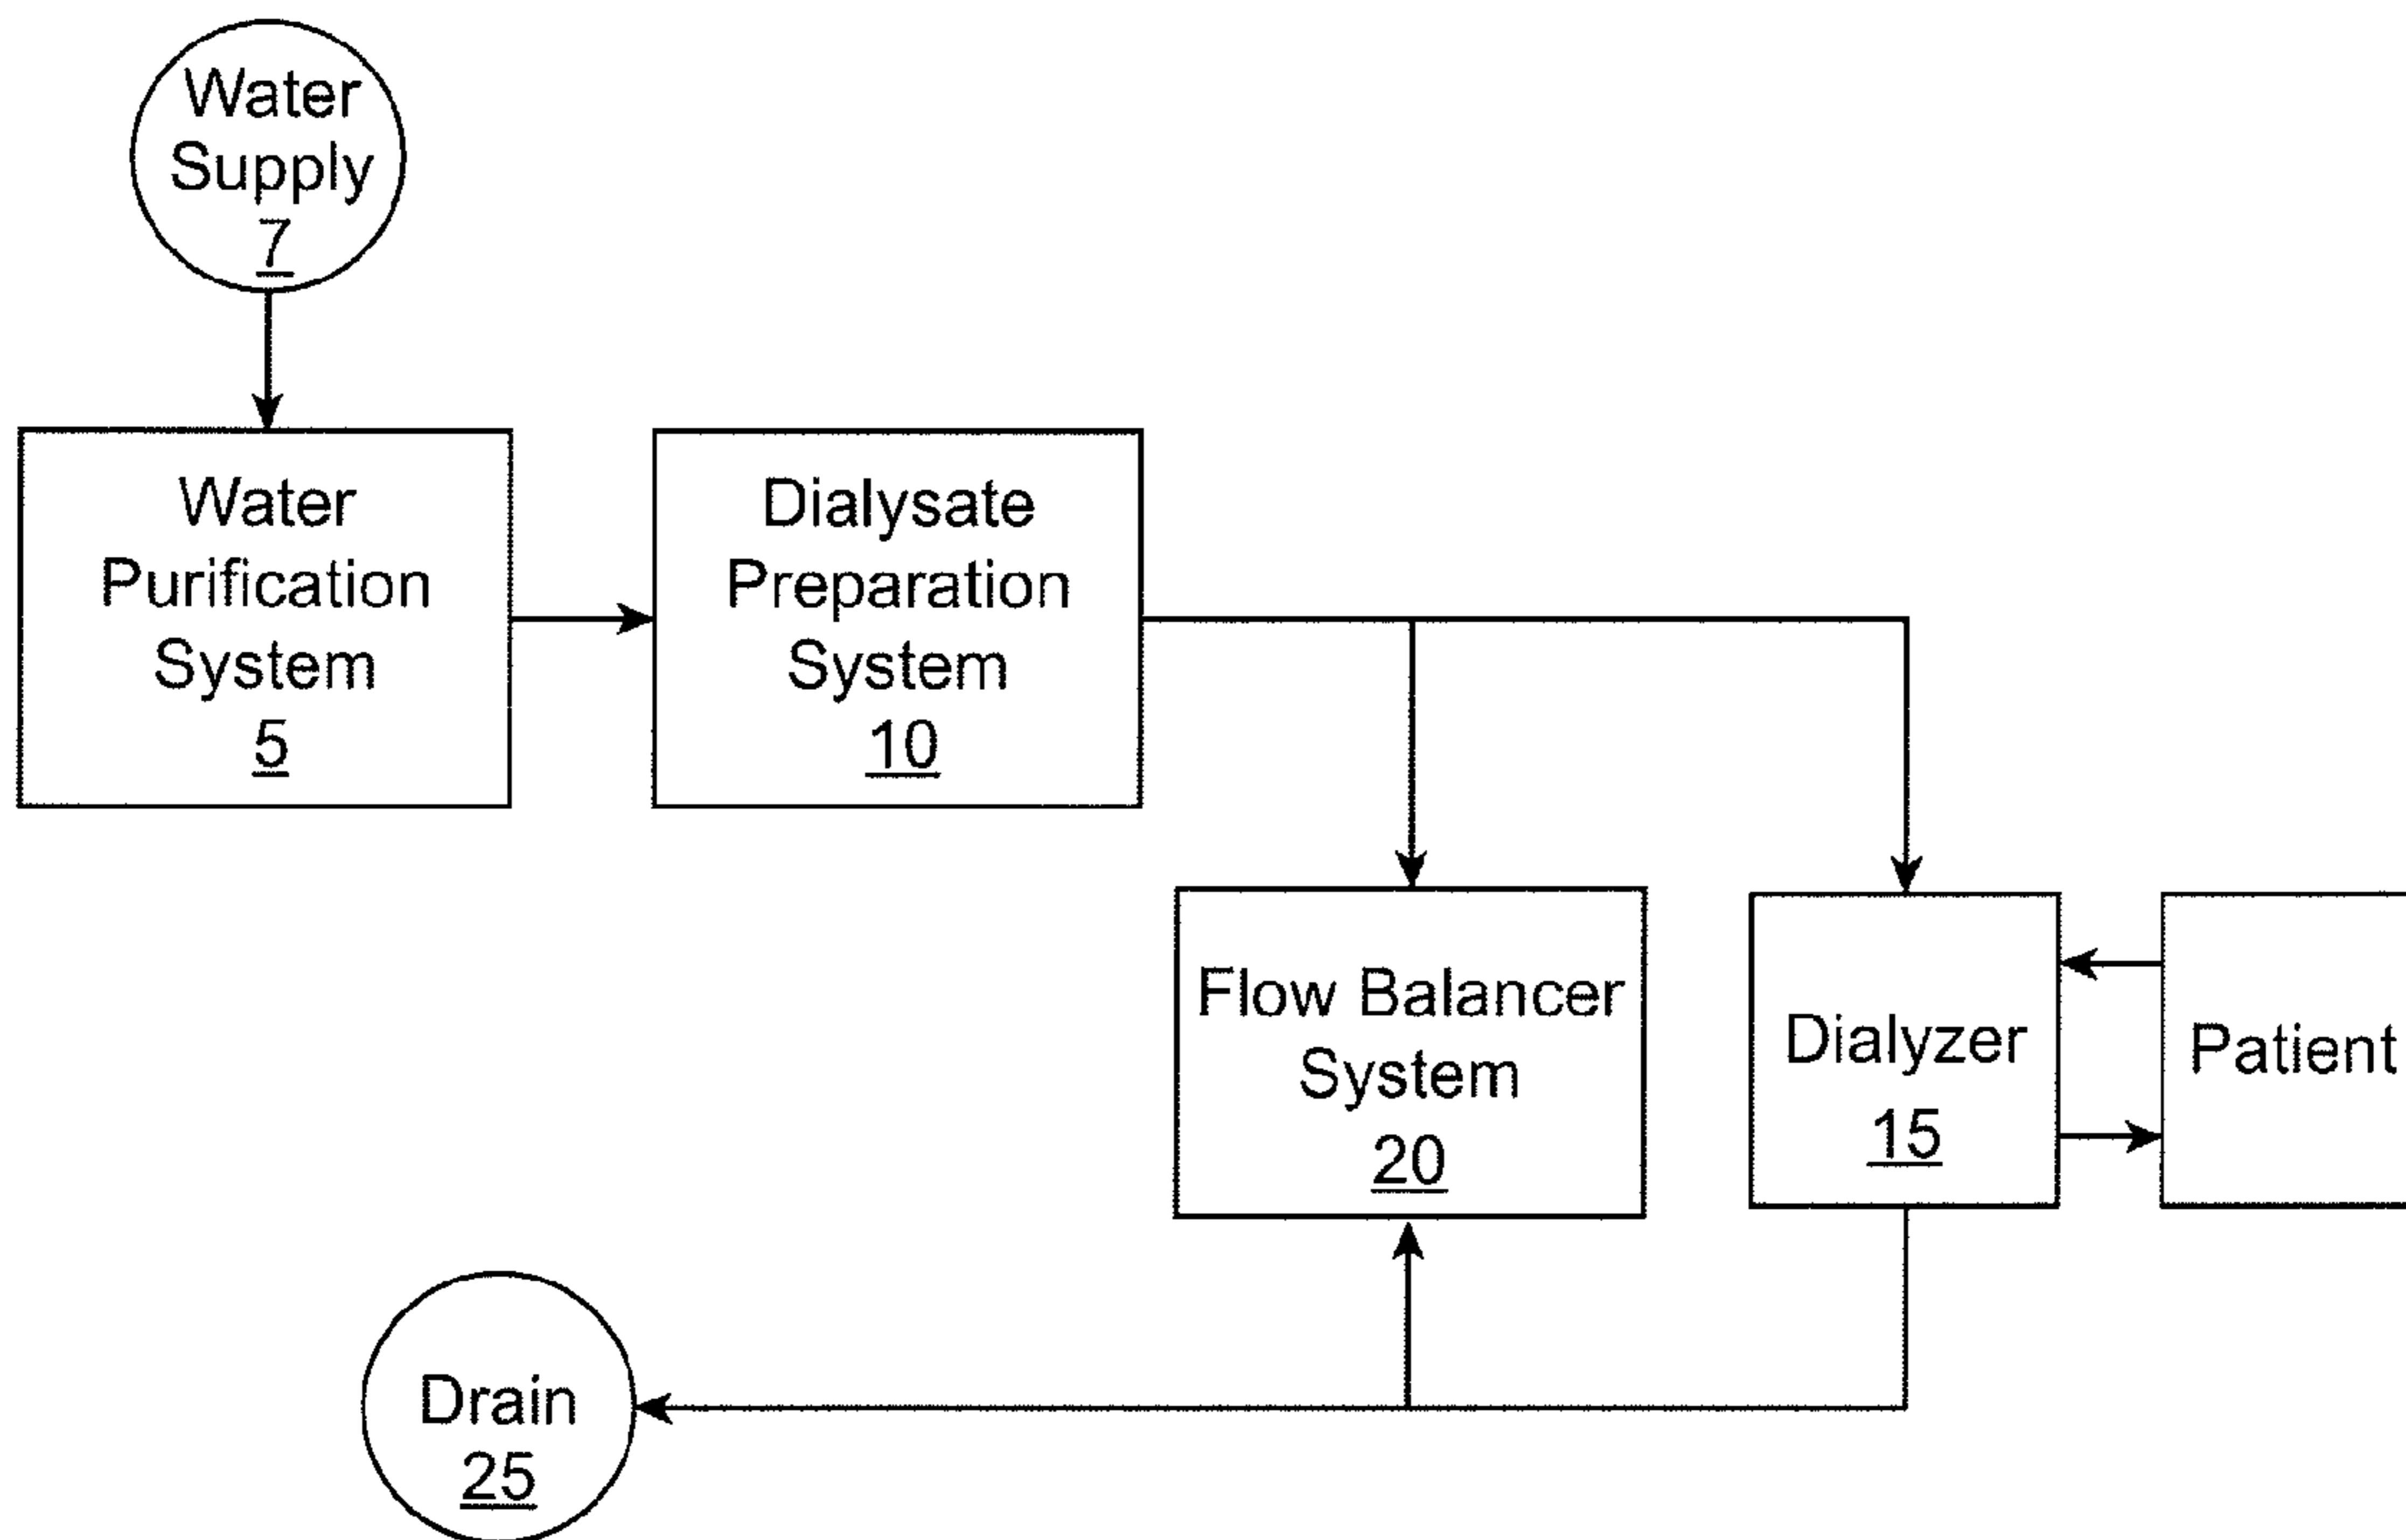 Water
Supply
7
Water
Purification
System
5
Dialysate
Preparation
System
10
Flow Balancer
System
20
Dialyzer
15
Patient
Drain
25